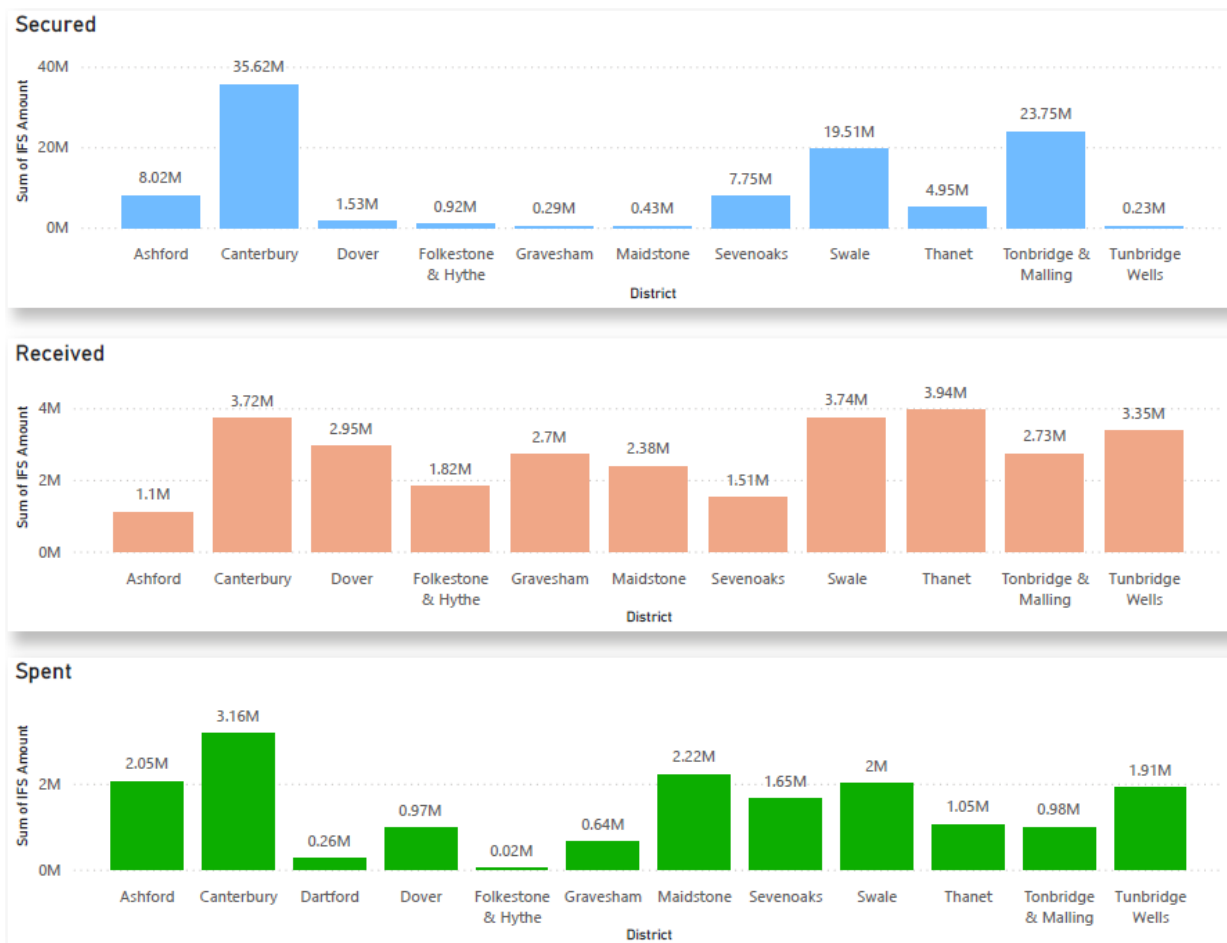 Secured
Sum of IFS Amount
40M
20M
0M
8.02M
35.62M
1.53M
0.92M
0.29M
0.43M
7.75M
19.51M
4.95M
23.75M
0.23M
Ashford
Canterbury
Dover
Folkestone
& Hythe
Gravesham
Maidstone
Sevenoaks
Swale
Thanet
Tonbridge &
Malling
Tunbridge
Wells
District
Received
Sum of IFS Amount
4M
2M
0M
1.1M
3.72M
2.95M
1.82M
2.7M
2.38M
1.51M
3.74M
3.94M
2.73M
3.35M
Ashford
Canterbury
Dover
Folkestone
& Hythe
Gravesham
Maidstone
Sevenoaks
Swale
Thanet
Tonbridge &
Malling
Tunbridge
Wells
District
Spent
Sum of IFS Amount
2M
0M
2.05M
3.16M
0.26M
0.97M
0.02M
0.64M
2.22M
1.65M
2M
1.05M
0.98M
1.91M
Ashford
Canterbury
Dartford
Dover
Folkestone
& Hythe
Gravesham
Maidstone
Sevenoaks
Swale
Thanet
Tonbridge
& Malling
Tunbridge
Wells
District